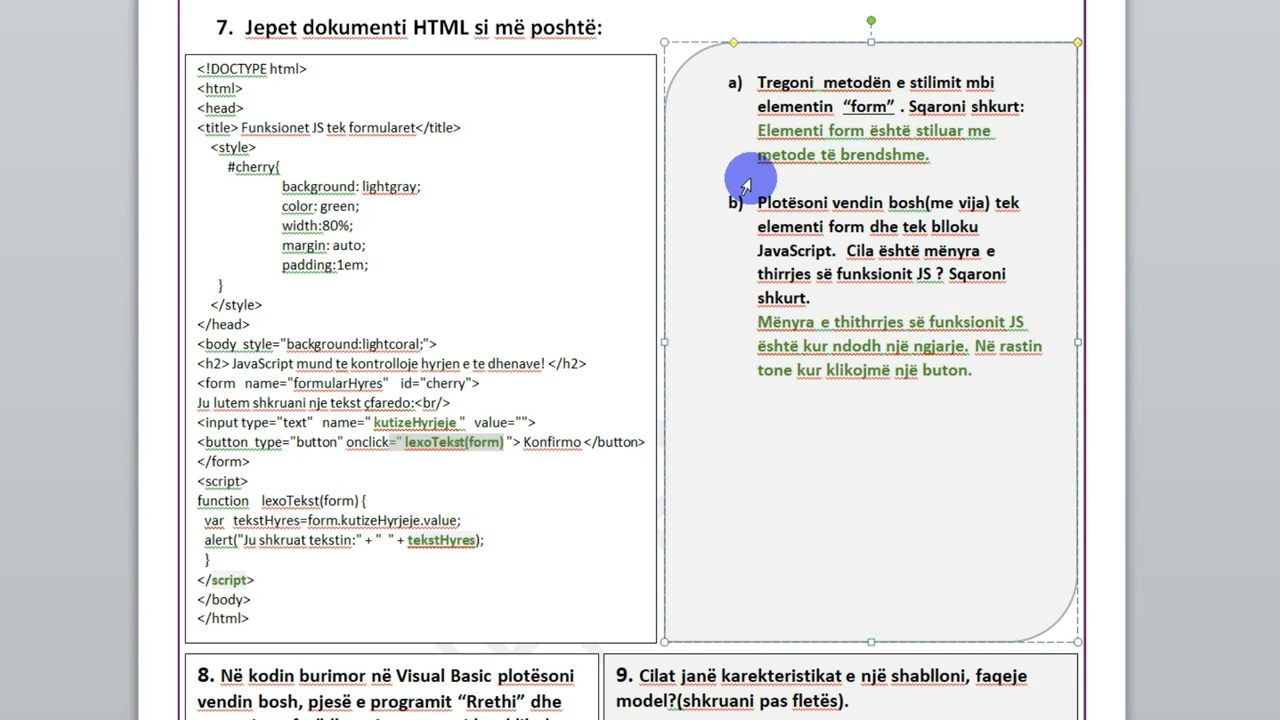 7. Jepet dokumenti HTML si më poshtë:
<!DOCTYPE html>
<html>
<head>
<title> Funksionet JS tek formularet</title>
<style>
#cherry{
background: lightgray;
color: green;
width:80%;
margin: auto;
padding:1em;
}
</style>
</head>
<body style="background:lightcoral;">
<h2> JavaScript mund te kontrolloje hyrjen e te dhenave! </h2>
<form name="formularHyres" id="cherry">
Ju lutem shkruani nje tekst çfaredo:<br/>
<input type="text" name=" kutizeHyrjeje " value="">
<button type="button" onclick=" lexoTekst(form) "> Konfirmo </button>
</form>
<script>
function lexoTekst(form) {
var tekstHyres=form.kutizeHyrjeje.value;
alert("Ju shkruat tekstin:" + " " + tekstHyres);
}
</script>
</body>
</html>
a) Tregoni metodën e stilimit mbi
elementin “form” . Sqaroni shkurt:
Elementi form është stiluar me
metode të brendshme.
b) Plotësoni vendin bosh(me vija) tek
elementi form dhe tek blloku
JavaScript. Cila është mënyra e
thirrjes së funksionit JS ? Sqaroni
shkurt.
Mënyra e thithrrjes së funksionit JS
është kur ndodh një ngjarje. Në rastin
tone kur klikojmë një buton.
8. Në kodin burimor në Visual Basic plotësoni
vendin bosh, pjesë e programit “Rrethi” dhe
9. Cilat janë karekteristikat e një shablloni, faqeje
model?(shkruani pas fletës).